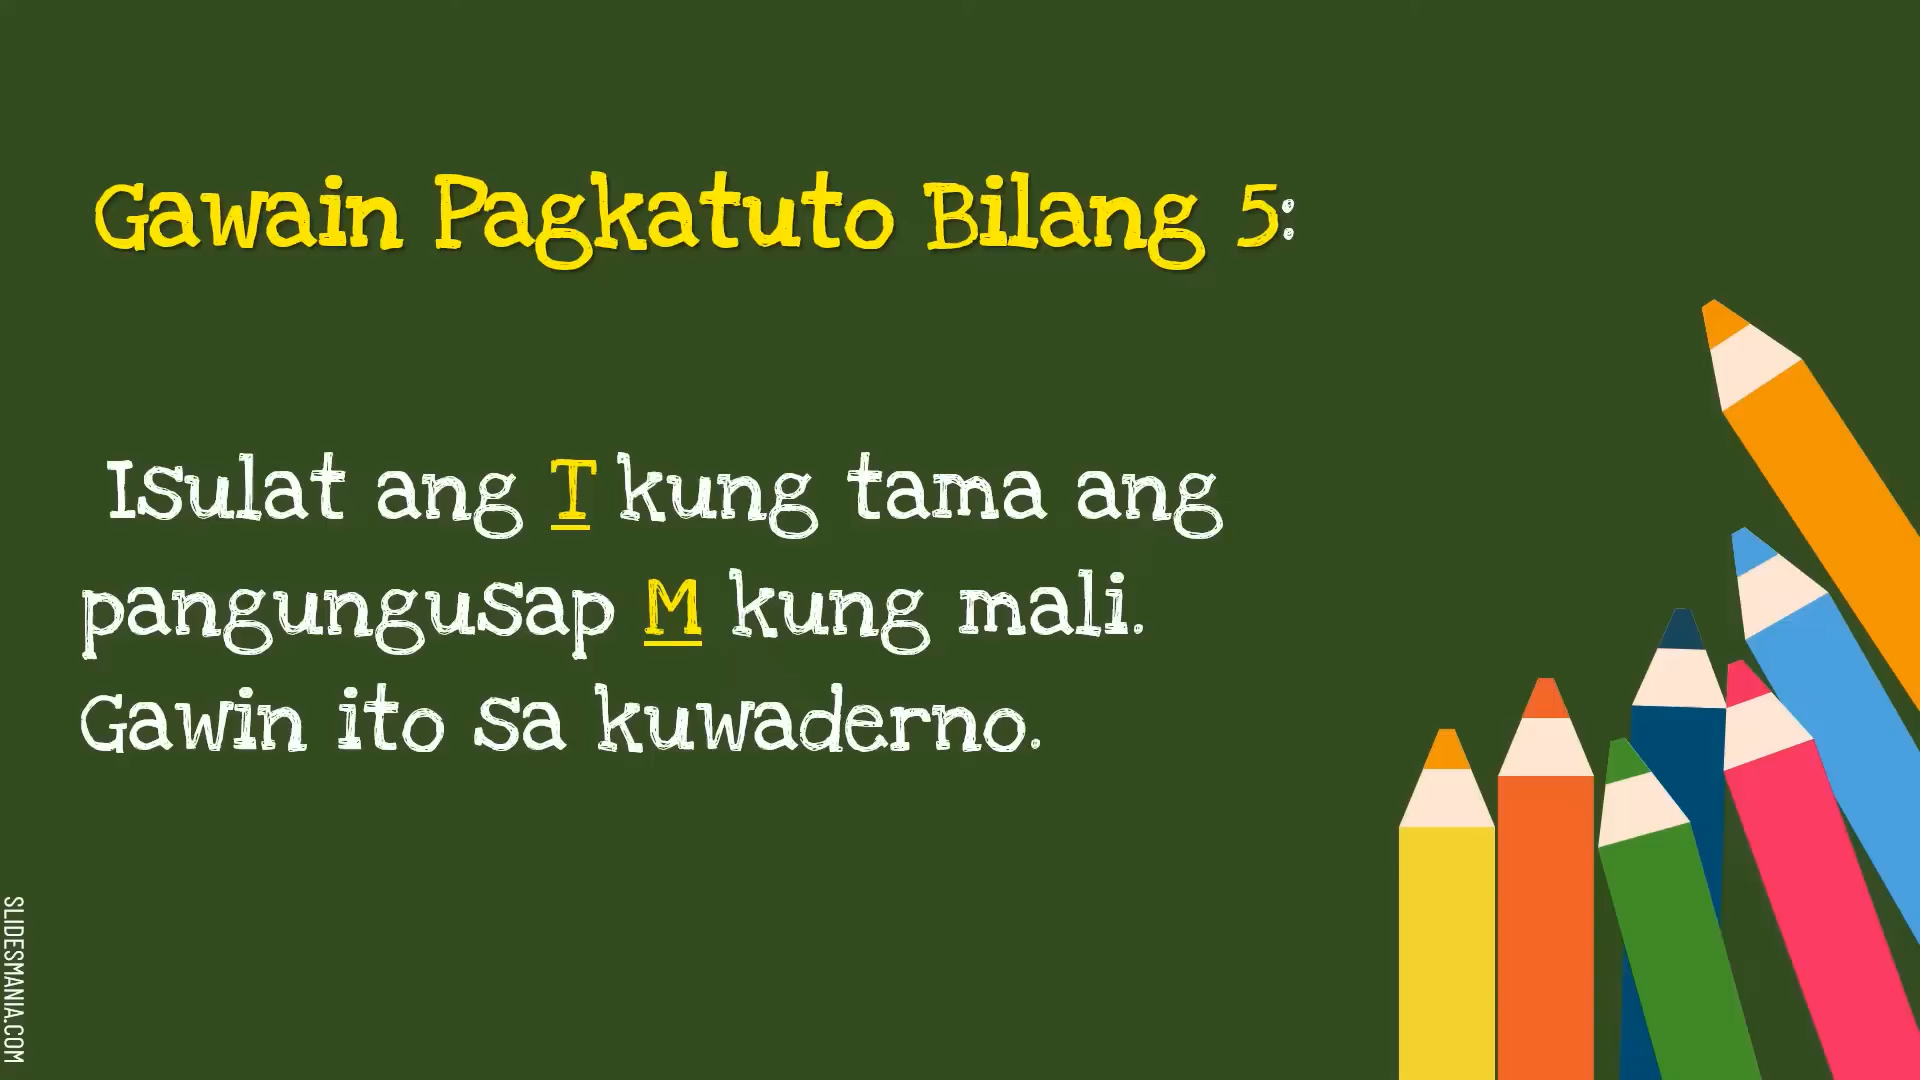 Gawain Pagkatuto Bilang 5:
Isulat ang T kung tama ang
pangungusap M kung mali.
Gawin ito sa kuwaderno.
SLIDESMANIA.COM